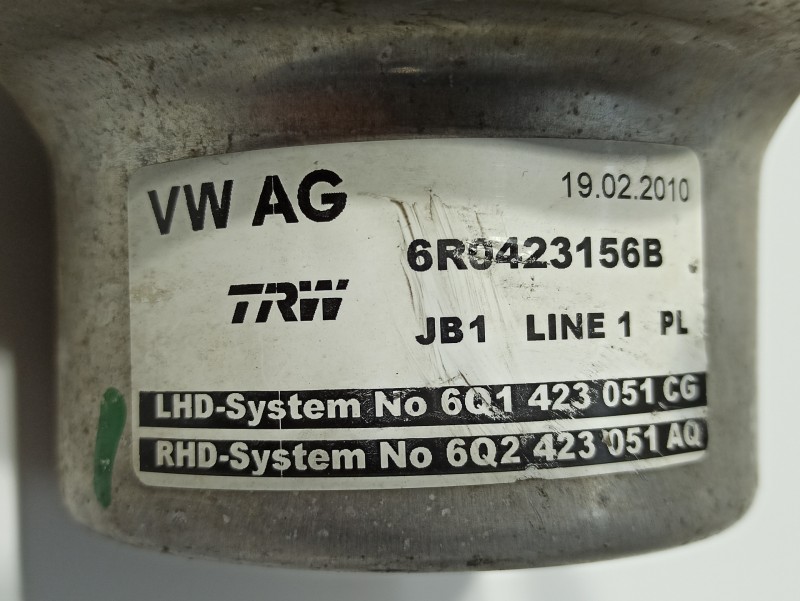 VW AG 19.02.2010
6R0423156B
TRW
JB1 LINE 1 PL
LHD-System No 6Q1 423 051 CG
RHD-System No 6Q2 423 051 AQ